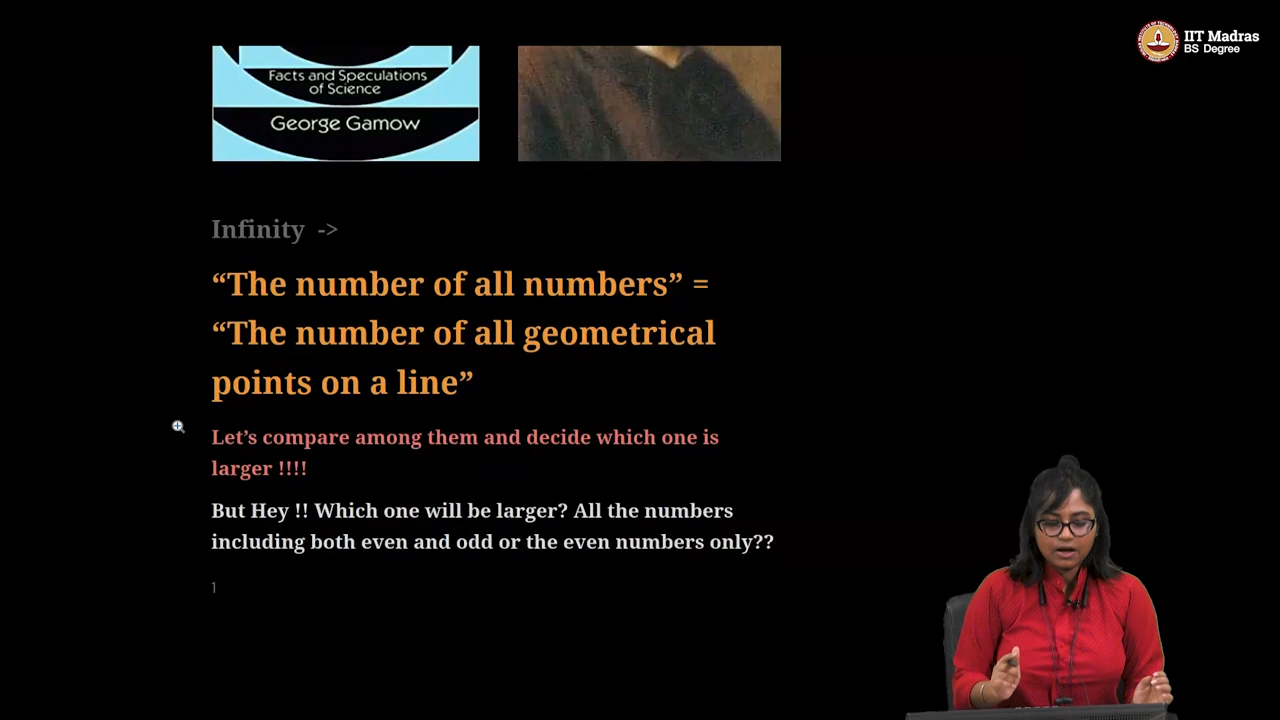 IIT Madras
BS Degree
Facts and Speculations
of Science
George Gamow
Infinity ->
“The number of all numbers” =
“The number of all geometrical
points on a line”
Let’s compare among them and decide which one is
larger !!!!
But Hey !! Which one will be larger? All the numbers
including both even and odd or the even numbers only??
1